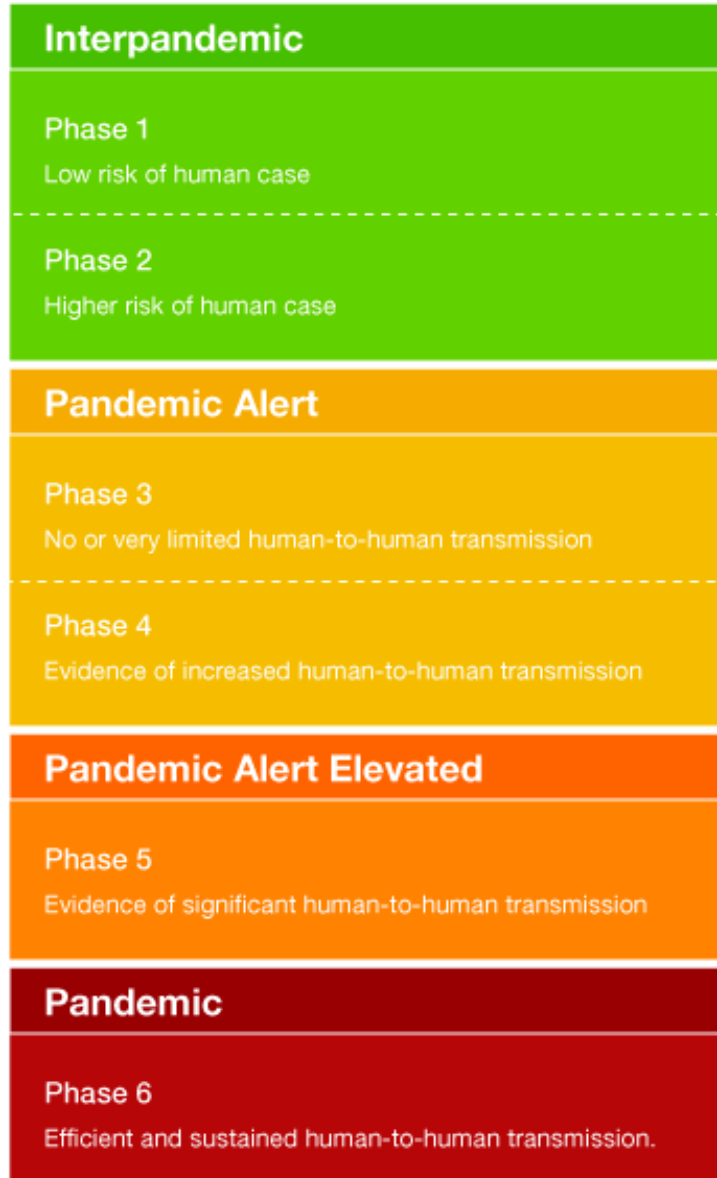 Interpandemic
Phase 1
Low risk of human case
Phase 2
Higher risk of human case
Pandemic Alert
Phase 3
No or very limited human-to-human transmission
Phase 4
Evidence of increased human-to-human transmission
Pandemic Alert Elevated
Phase 5
Evidence of significant human-to-human transmission
Pandemic
Phase 6
Efficient and sustained human-to-human transmission.